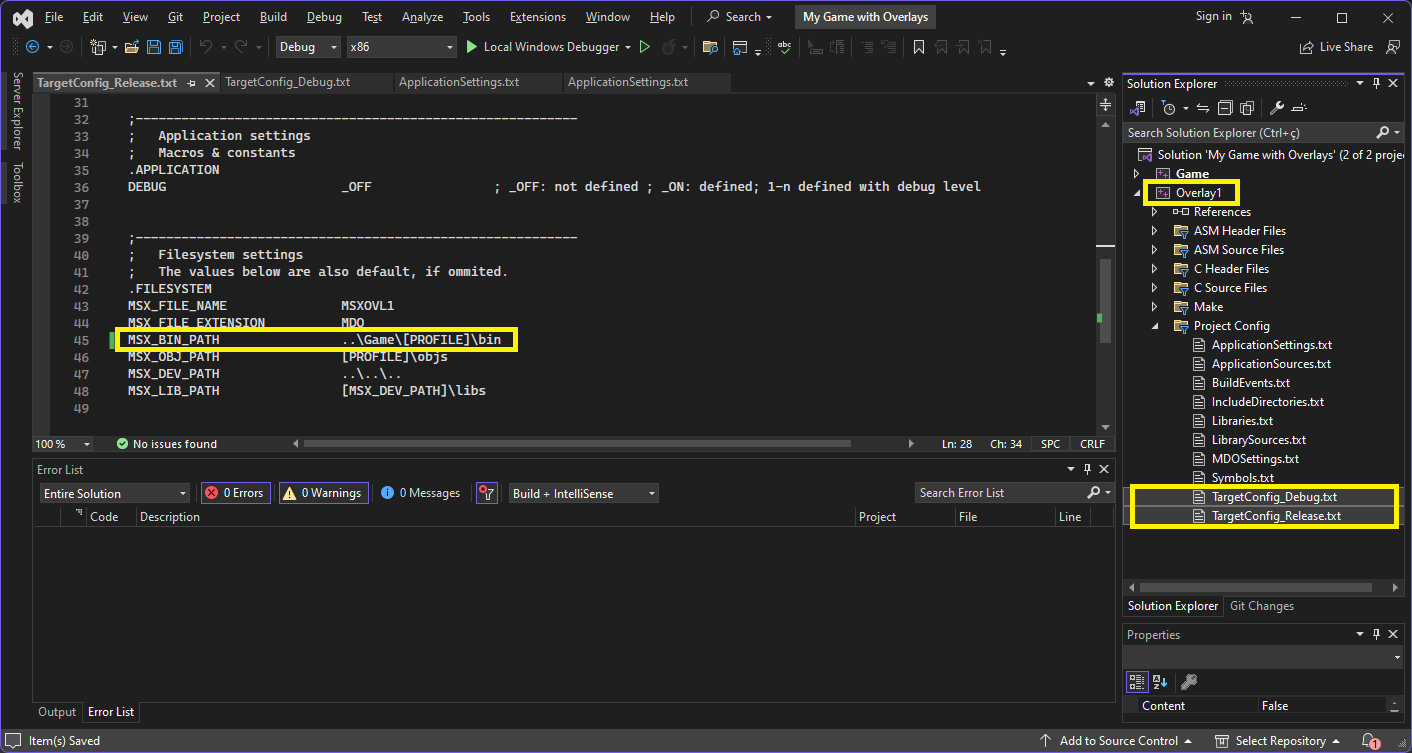 File Edit View Git Project Build Debug Test Analyze Tools Extensions Window Help Search My Game with Overlays Sign in
Debug x86 Local Windows Debugger Live Share
Server Explorer
Toolbox
TargetConfig_Release.txt TargetConfig_Debug.txt ApplicationSettings.txt ApplicationSettings.txt
31
32 ;----------------------------------------------------------
33 ; Application settings
34 ; Macros & constants
35 .APPLICATION
36 DEBUG _OFF ; _OFF: not defined ; _ON: defined; 1-n defined with debug level
37
38
39 ;----------------------------------------------------------
40 ; Filesystem settings
41 ; The values below are also default, if ommited.
42 .FILESYSTEM
43 MSX_FILE_NAME MSXOVL1
44 MSX_FILE_EXTENSION MDO
45 MSX_BIN_PATH ..\Game\[PROFILE]\bin
46 MSX_OBJ_PATH [PROFILE]\objs
47 MSX_DEV_PATH ..\..\..
48 MSX_LIB_PATH [MSX_DEV_PATH]\libs
49
100 % No issues found Ln: 28 Ch: 34 SPC CRLF
Error List
Entire Solution 0 Errors 0 Warnings 0 Messages Build + IntelliSense Search Error List
Code Description Project File Line
Output Error List
Solution Explorer
Search Solution Explorer (Ctrl+ç)
Solution 'My Game with Overlays' (2 of 2 proje
Game
Overlay1
References
ASM Header Files
ASM Source Files
C Header Files
C Source Files
Make
Project Config
ApplicationSettings.txt
ApplicationSources.txt
BuildEvents.txt
IncludeDirectories.txt
Libraries.txt
LibrarySources.txt
MDOSettings.txt
Symbols.txt
TargetConfig_Debug.txt
TargetConfig_Release.txt
Solution Explorer Git Changes
Properties
Content False
Item(s) Saved Add to Source Control Select Repository 1